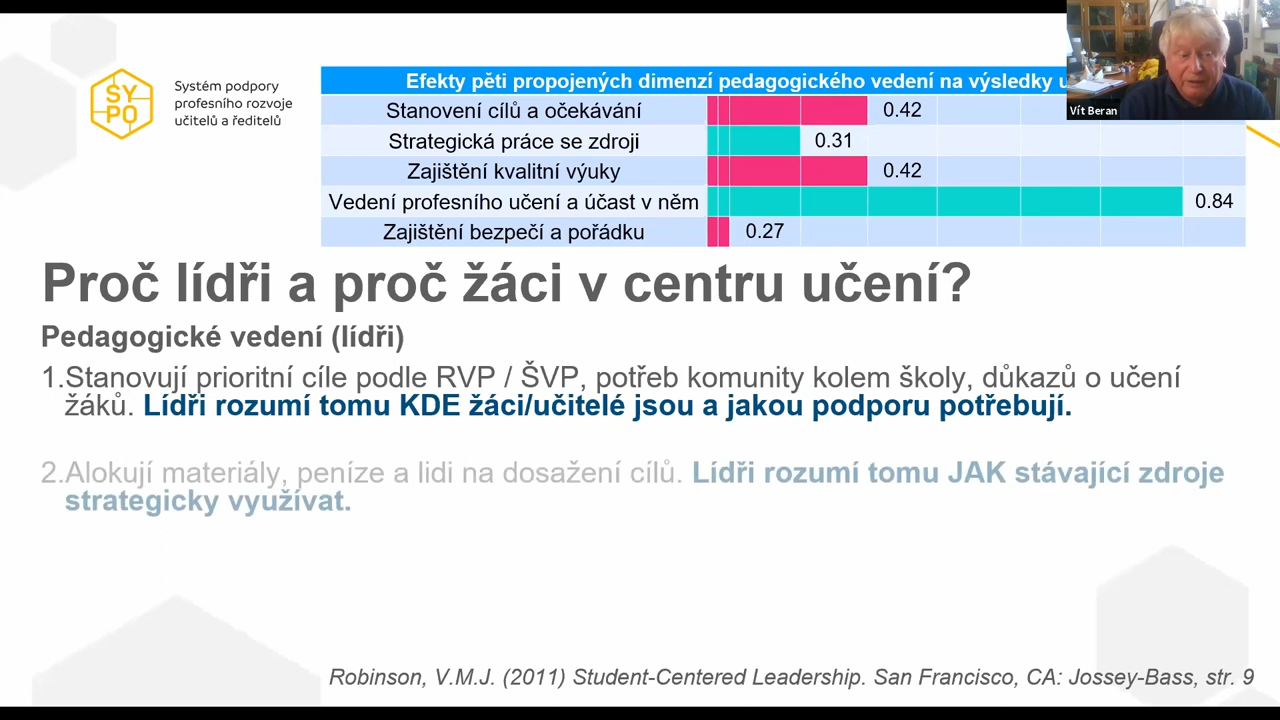 SYPO
Systém podpory
profesního rozvoje
učitelů a ředitelů
Efekty pěti propojených dimenzí pedagogického vedení na výsledky
Stanovení cílů a očekávání 0.42
Strategická práce se zdroji 0.31
Zajištění kvalitní výuky 0.42
Vedení profesního učení a účast v něm 0.84
Zajištění bezpečí a pořádku 0.27
Vít Beran
Proč lídři a proč žáci v centru učení?
Pedagogické vedení (lídři)
1.Stanovují prioritní cíle podle RVP / ŠVP, potřeb komunity kolem školy, důkazů o učení
žáků. Lídři rozumí tomu KDE žáci/učitelé jsou a jakou podporu potřebují.
2.Alokují materiály, peníze a lidi na dosažení cílů. Lídři rozumí tomu JAK stávající zdroje
strategicky využívat.
Robinson, V.M.J. (2011) Student-Centered Leadership. San Francisco, CA: Jossey-Bass, str. 9